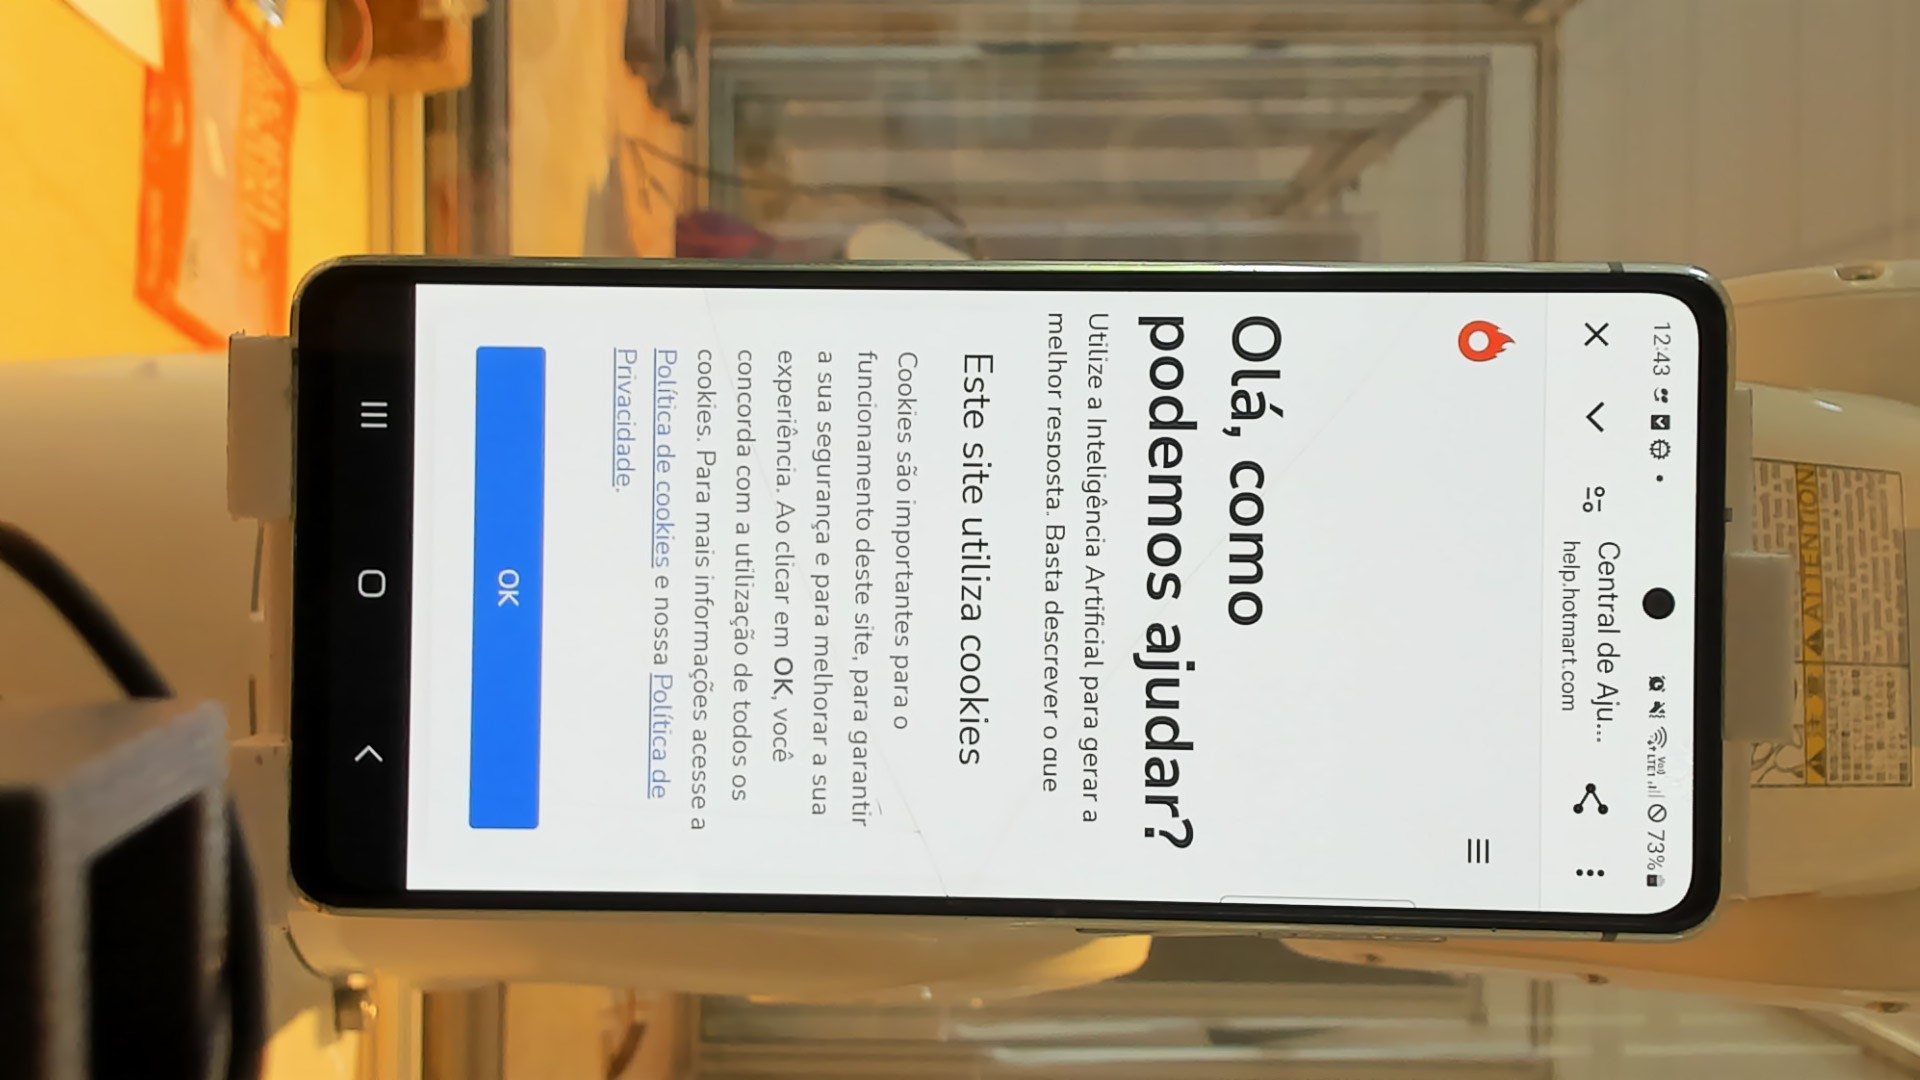 12:43
73%
Central de Aju...
help.hotmart.com
Olá, como
podemos ajudar?
Utilize a Inteligência Artificial para gerar a
melhor resposta. Basta descrever o que
Este site utiliza cookies
Cookies são importantes para o
funcionamento deste site, para garantir
a sua segurança e para melhorar a sua
experiência. Ao clicar em OK, você
concorda com a utilização de todos os
cookies. Para mais informações acesse a
Política de cookies e nossa Política de
Privacidade.
OK
ATTENTION